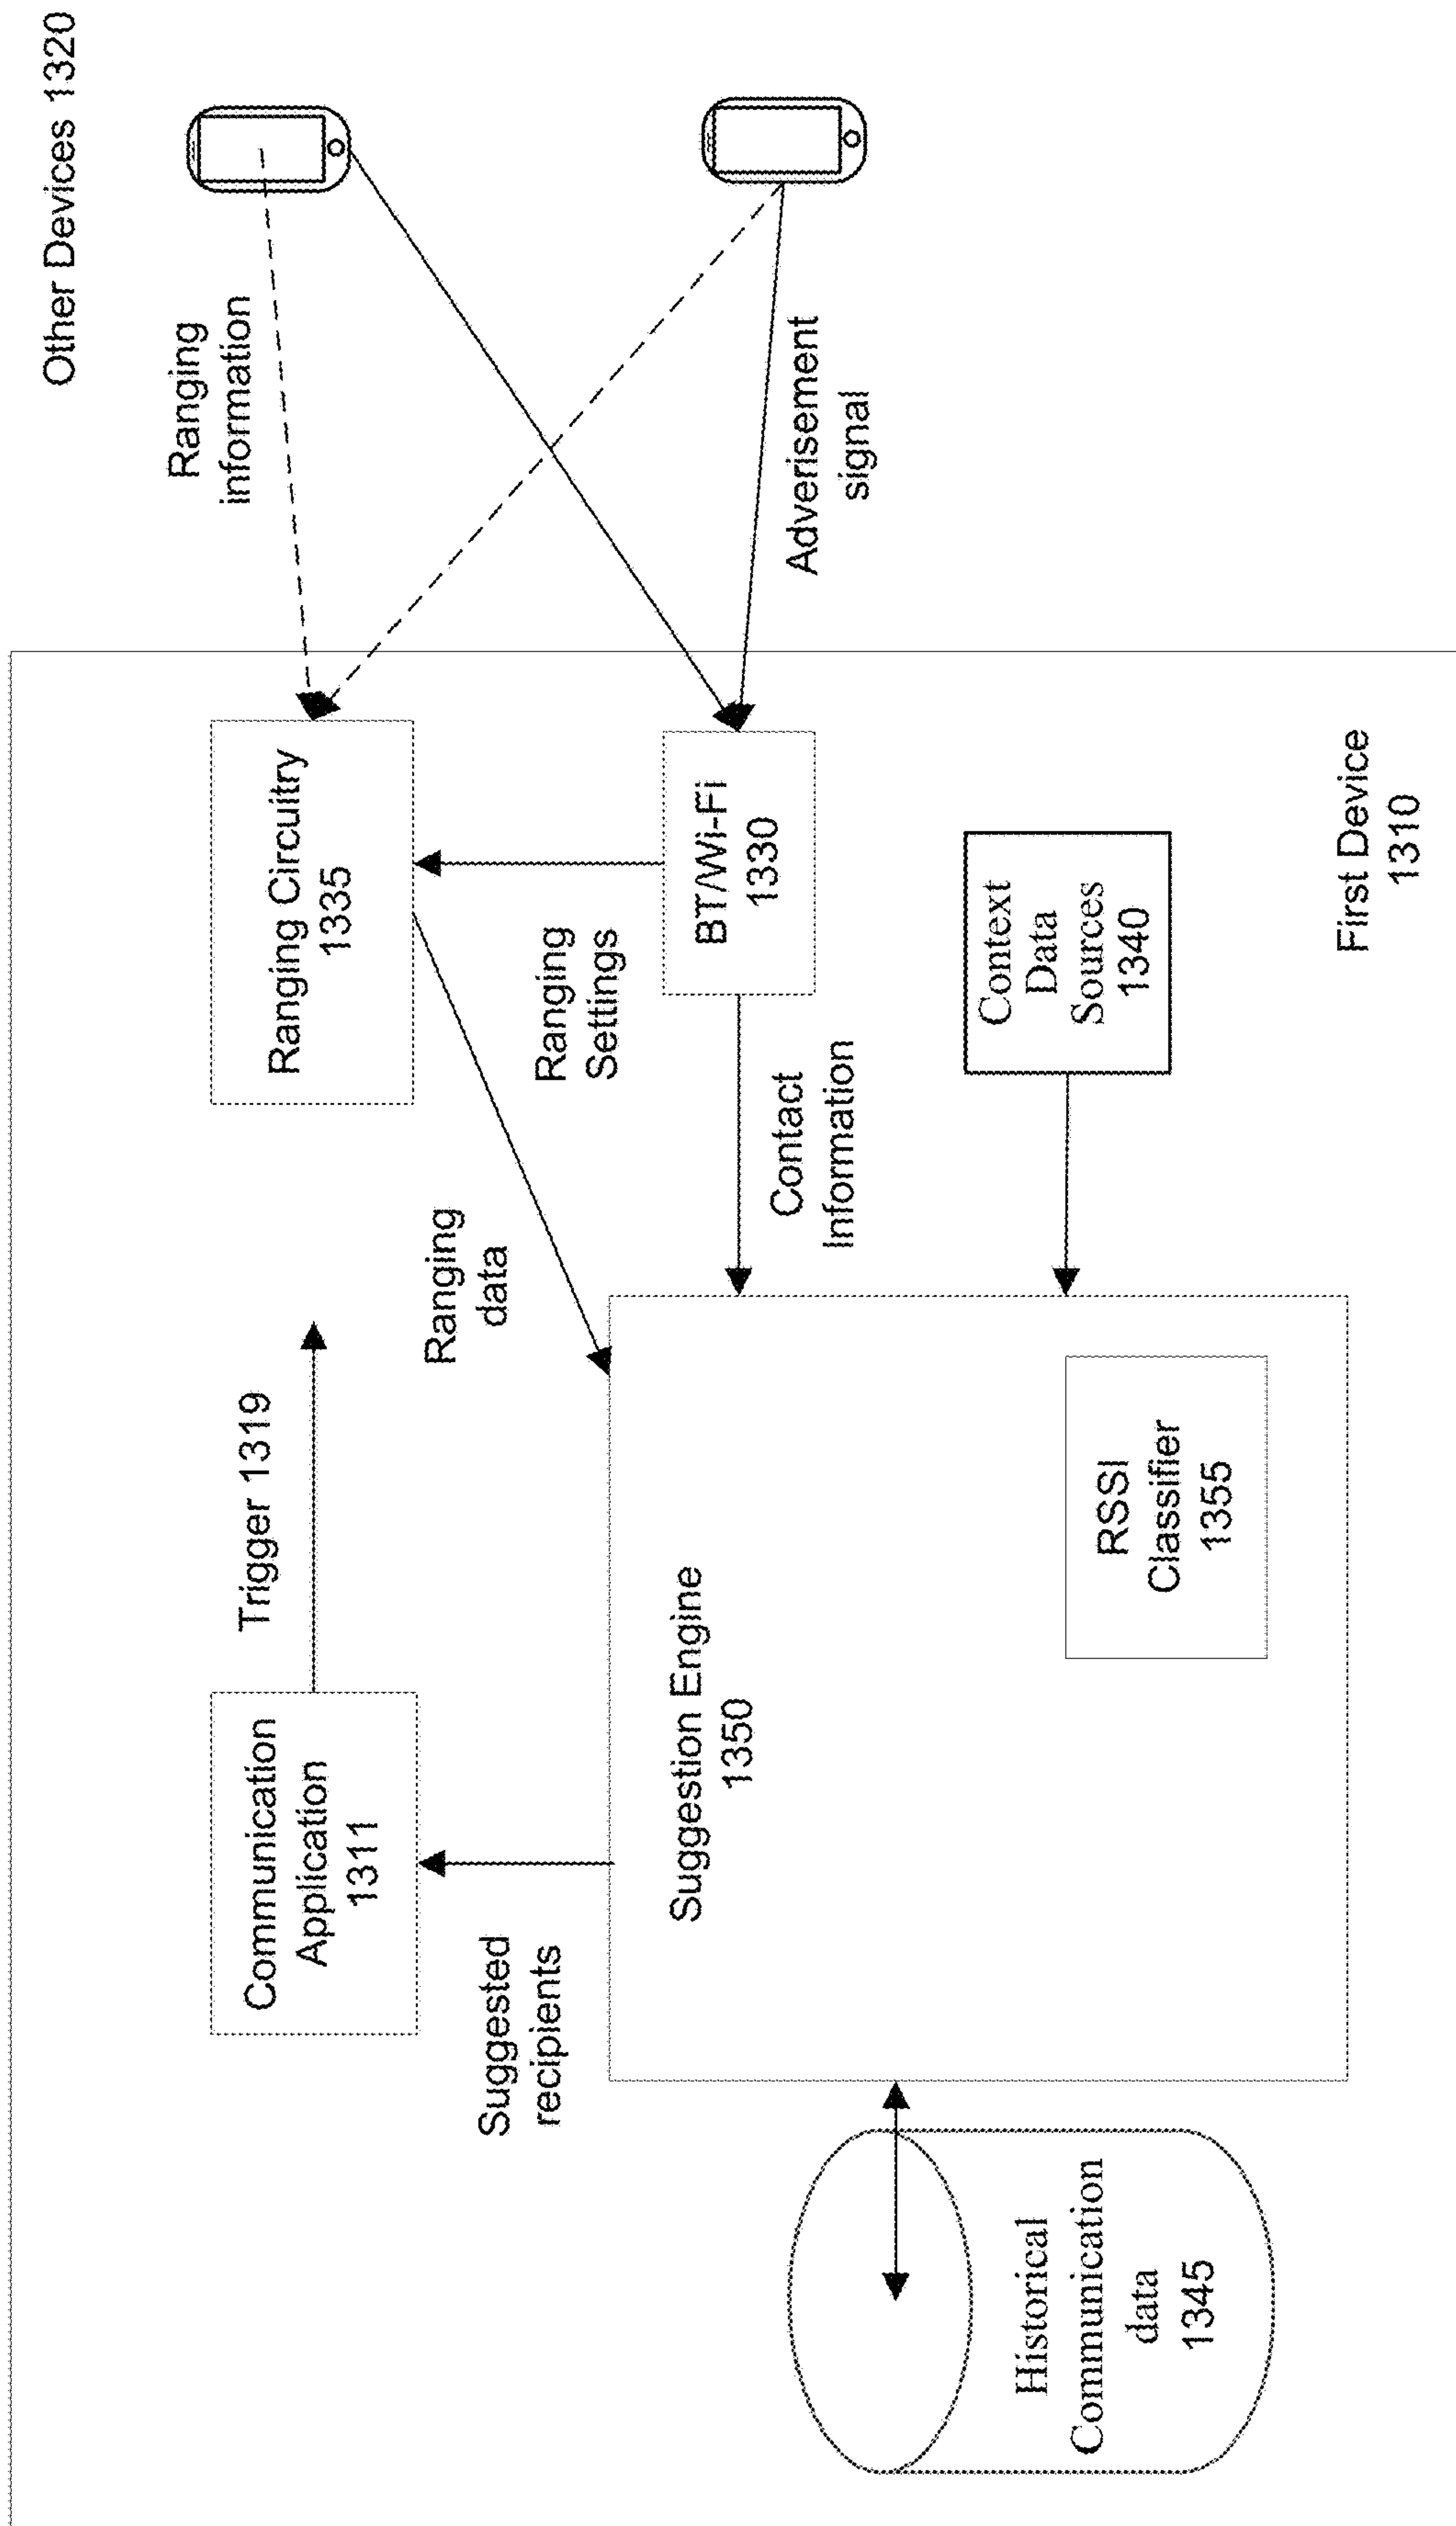 Other Devices 1320
Ranging
information
Adverisement
signal
Ranging Circuitry
1335
Ranging
Settings
BT/Wi-Fi
1330
Context
Data
Sources
1340
First Device
1310
Ranging
data
Contact
Information
Trigger 1319
Communication
Application
1311
Suggested
recipients
Suggestion Engine
1350
RSSI
Classifier
1355
Historical
Communication
data
1345